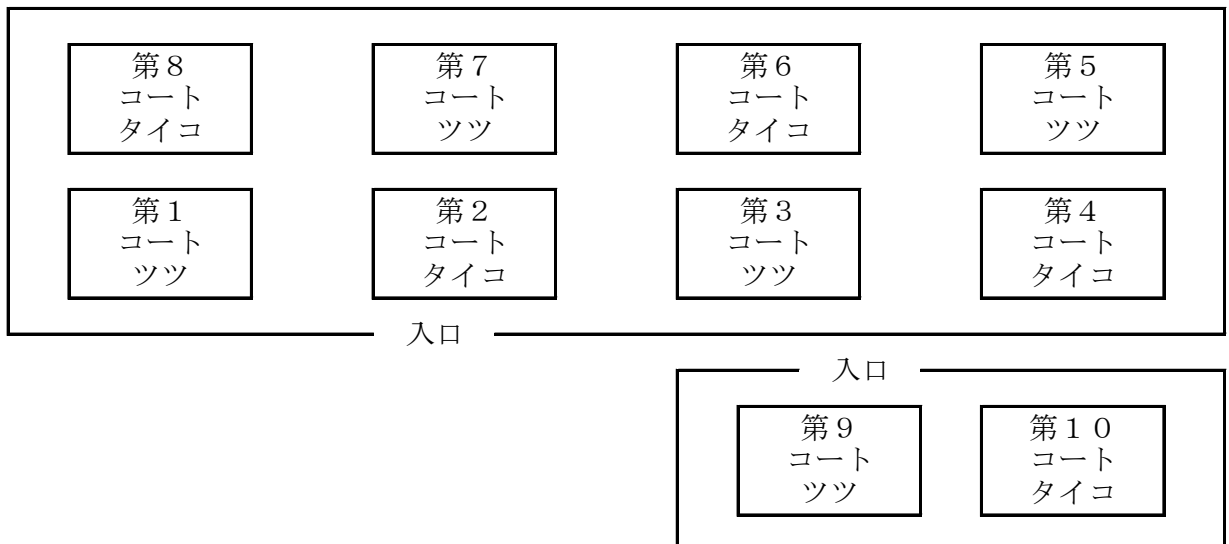 第８
コート
タイコ
第７
コート
ツツ
第６
コート
タイコ
第５
コート
ツツ
第１
コート
ツツ
第２
コート
タイコ
第３
コート
ツツ
第４
コート
タイコ
入口
入口
第９
コート
ツツ
第１０
コート
タイコ